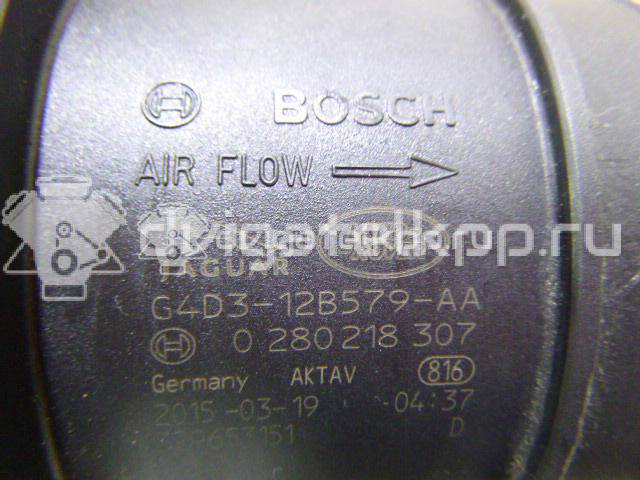 BOSCH
AIR FLOW
JAGUAR
G4D3-12B579-AA
0 280 218 307
Germany AKTAV 816
2015-03-19 04:37
D